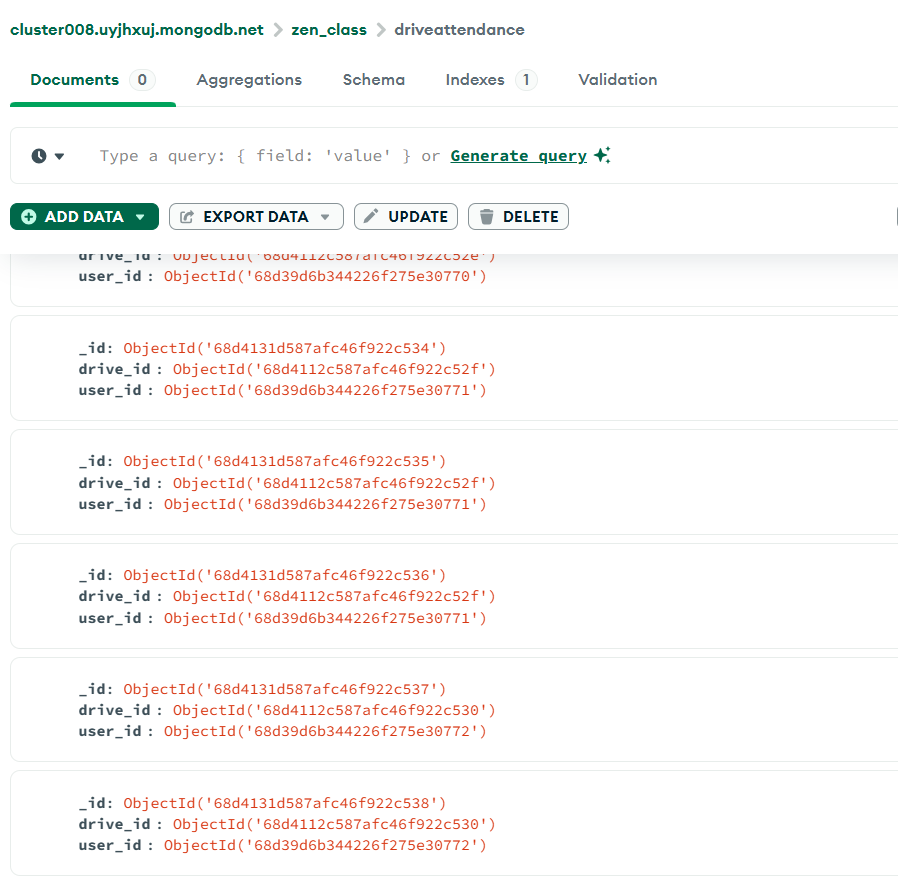 cluster008.uyjhxuj.mongodb.net > zen_class > driveattendance
Documents 0 Aggregations Schema Indexes 1 Validation
Type a query: { field: 'value' } or Generate query
ADD DATA EXPORT DATA UPDATE DELETE
drive_id : ObjectId('68d4112c587afc46f922c52e')
user_id : ObjectId('68d39d6b344226f275e30770')
_id: ObjectId('68d4131d587afc46f922c534')
drive_id : ObjectId('68d4112c587afc46f922c52f')
user_id : ObjectId('68d39d6b344226f275e30771')
_id: ObjectId('68d4131d587afc46f922c535')
drive_id : ObjectId('68d4112c587afc46f922c52f')
user_id : ObjectId('68d39d6b344226f275e30771')
_id: ObjectId('68d4131d587afc46f922c536')
drive_id : ObjectId('68d4112c587afc46f922c52f')
user_id : ObjectId('68d39d6b344226f275e30771')
_id: ObjectId('68d4131d587afc46f922c537')
drive_id : ObjectId('68d4112c587afc46f922c530')
user_id : ObjectId('68d39d6b344226f275e30772')
_id: ObjectId('68d4131d587afc46f922c538')
drive_id : ObjectId('68d4112c587afc46f922c530')
user_id : ObjectId('68d39d6b344226f275e30772')